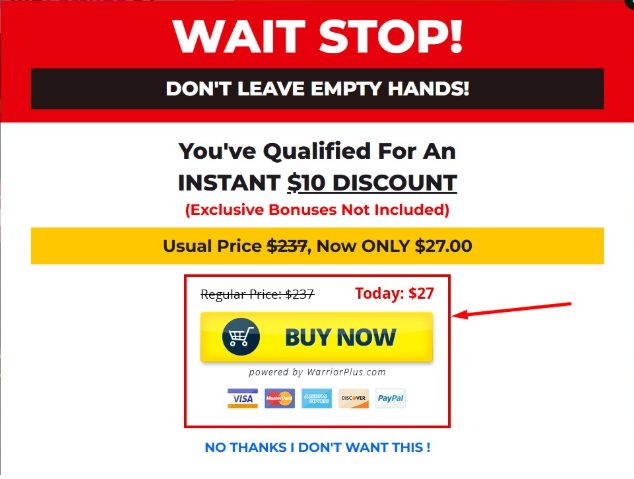 WAIT STOP!
DON'T LEAVE EMPTY HANDS!
You've Qualified For An
INSTANT $10 DISCOUNT
(Exclusive Bonuses Not Included)
Usual Price $237, Now ONLY $27.00
Regular Price: $237 Today: $27
BUY NOW
powered by WarriorPlus.com
VISA MasterCard AMERICAN EXPRESS DISCOVER PayPal
NO THANKS I DON'T WANT THIS !